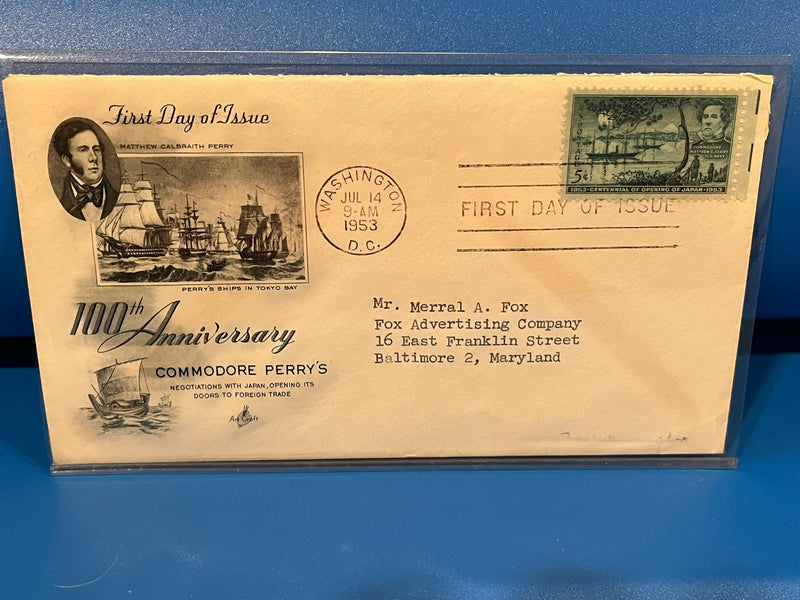 First Day of Issue
MATTHEW CALBRAITH PERRY
PERRY'S SHIPS IN TOKYO BAY
100th Anniversary
COMMODORE PERRY'S
NEGOTIATIONS WITH JAPAN, OPENING ITS
DOORS TO FOREIGN TRADE
Art Craft
WASHINGTON
JUL 14
9-AM
1953
D.C.
FIRST DAY OF ISSUE
U.S. POSTAGE
5¢
COMMODORE
MATTHEW C. PERRY
U.S. NAVY
1853-CENTENNIAL OF OPENING OF JAPAN-1953
Mr. Merral A. Fox
Fox Advertising Company
16 East Franklin Street
Baltimore 2, Maryland